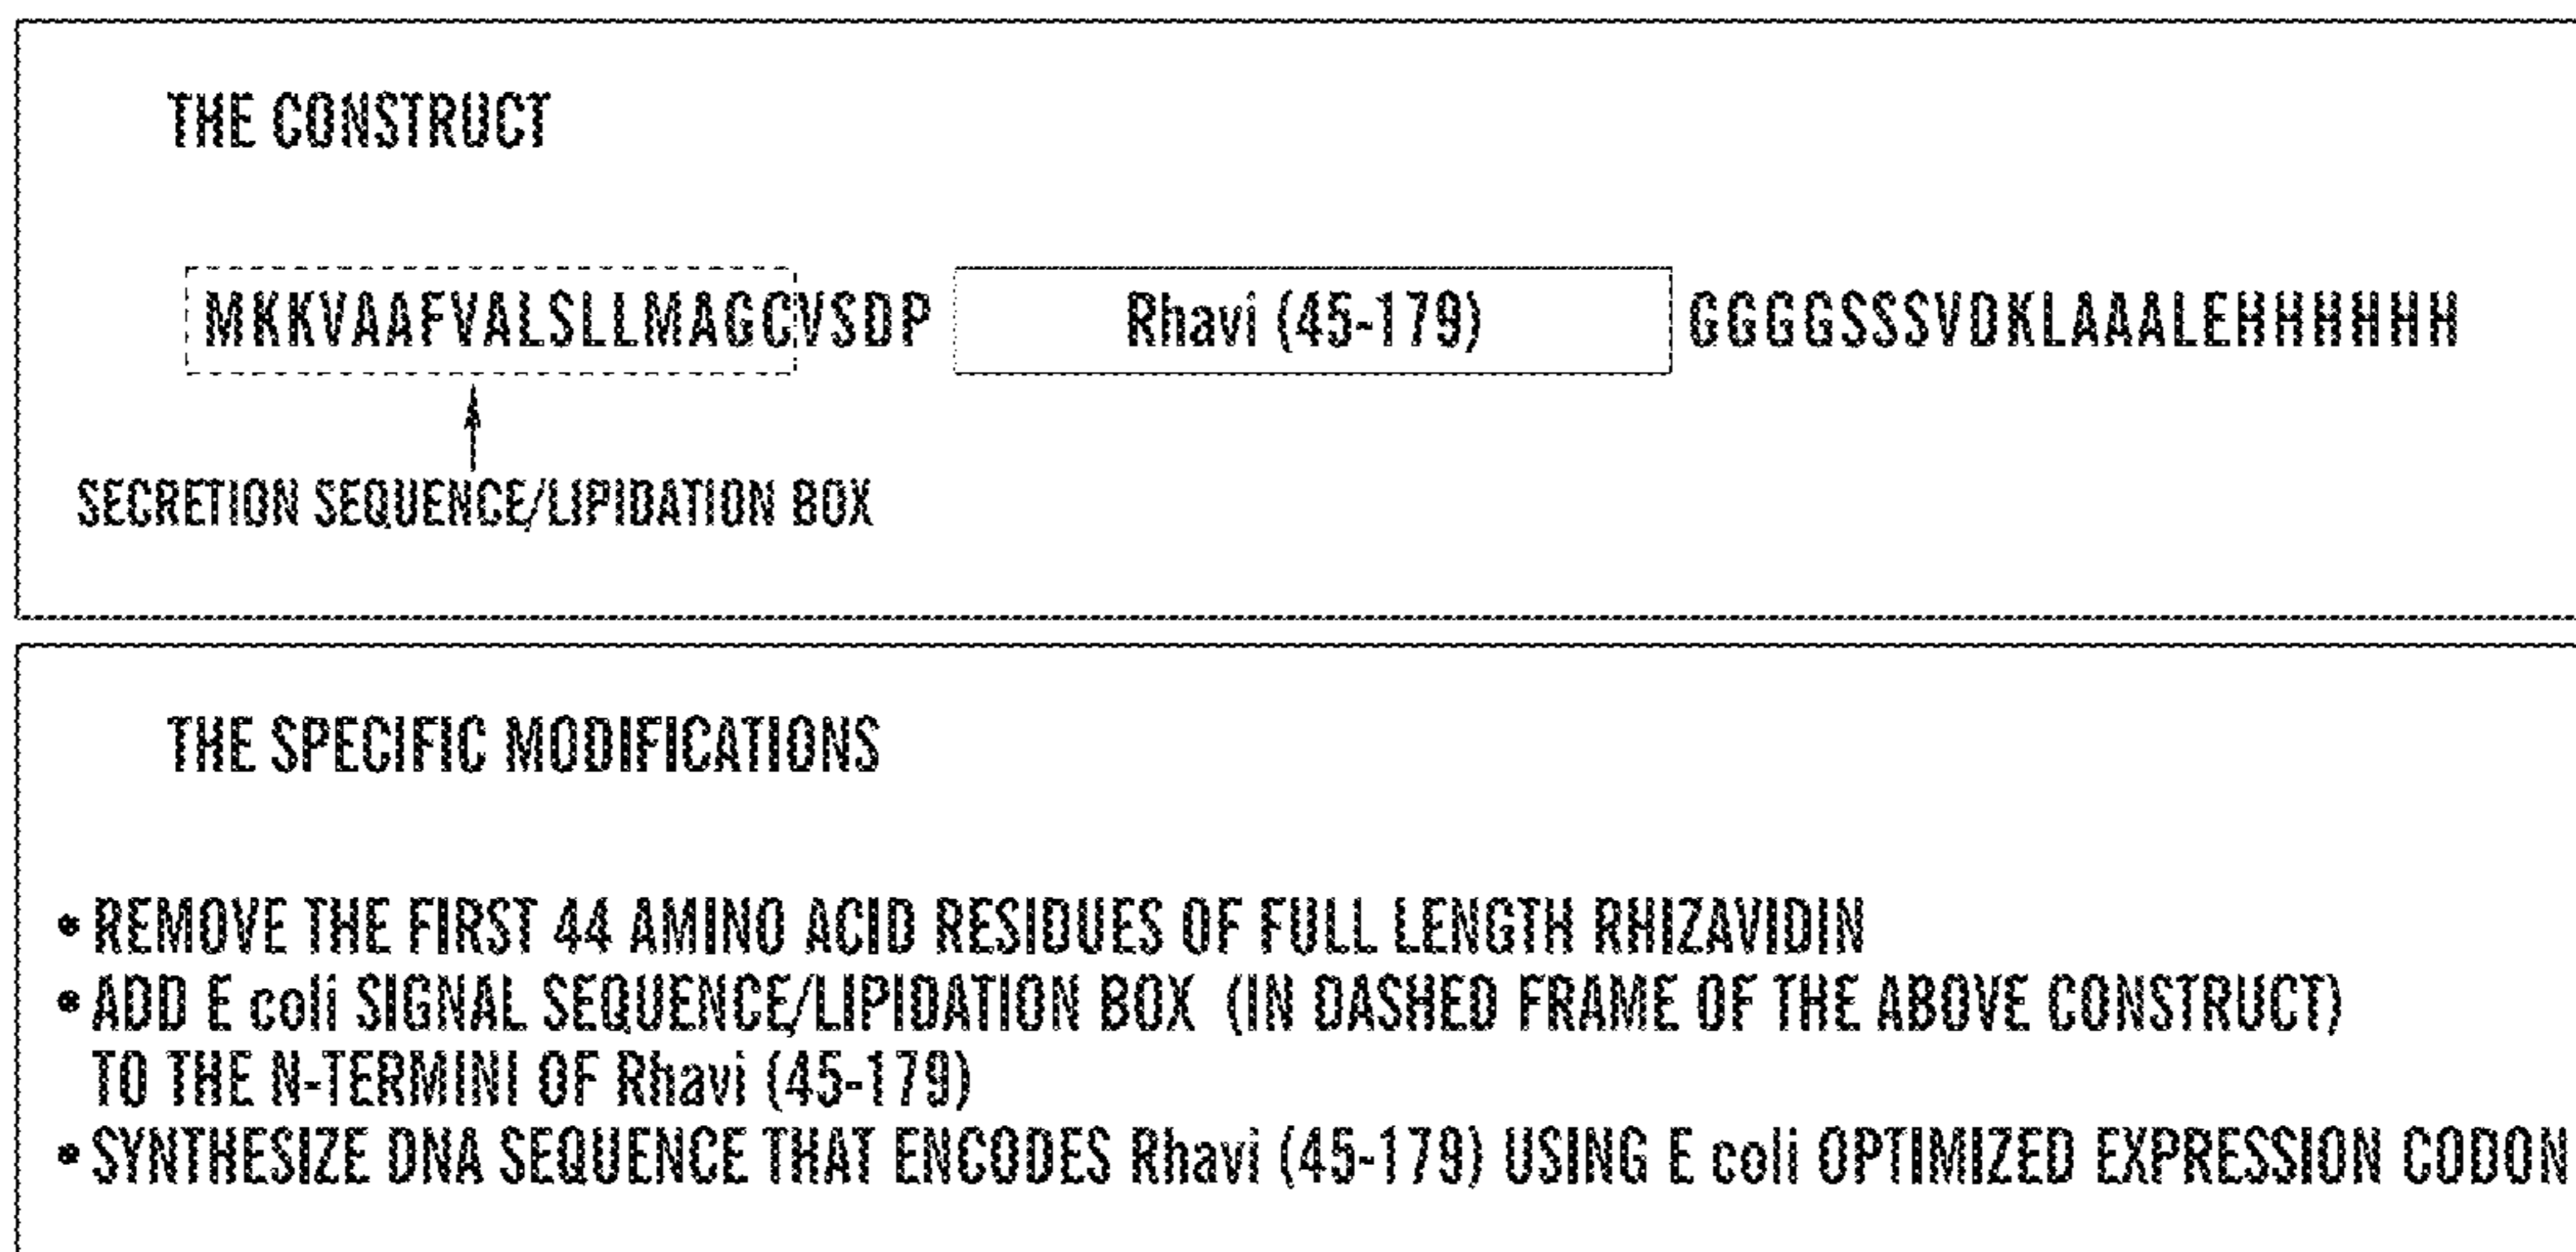 THE CONSTRUCT
MKKVAAFVALSLLMAGCVSDP Rhavi (45-179) GGGGSSSVDKLAAALEHHHHHH
SECRETION SEQUENCE/LIPIDATION BOX
THE SPECIFIC MODIFICATIONS
• REMOVE THE FIRST 44 AMINO ACID RESIDUES OF FULL LENGTH RHIZAVIDIN
• ADD E coli SIGNAL SEQUENCE/LIPIDATION BOX (IN DASHED FRAME OF THE ABOVE CONSTRUCT)
TO THE N-TERMINI OF Rhavi (45-179)
• SYNTHESIZE DNA SEQUENCE THAT ENCODES Rhavi (45-179) USING E coli OPTIMIZED EXPRESSION CODON